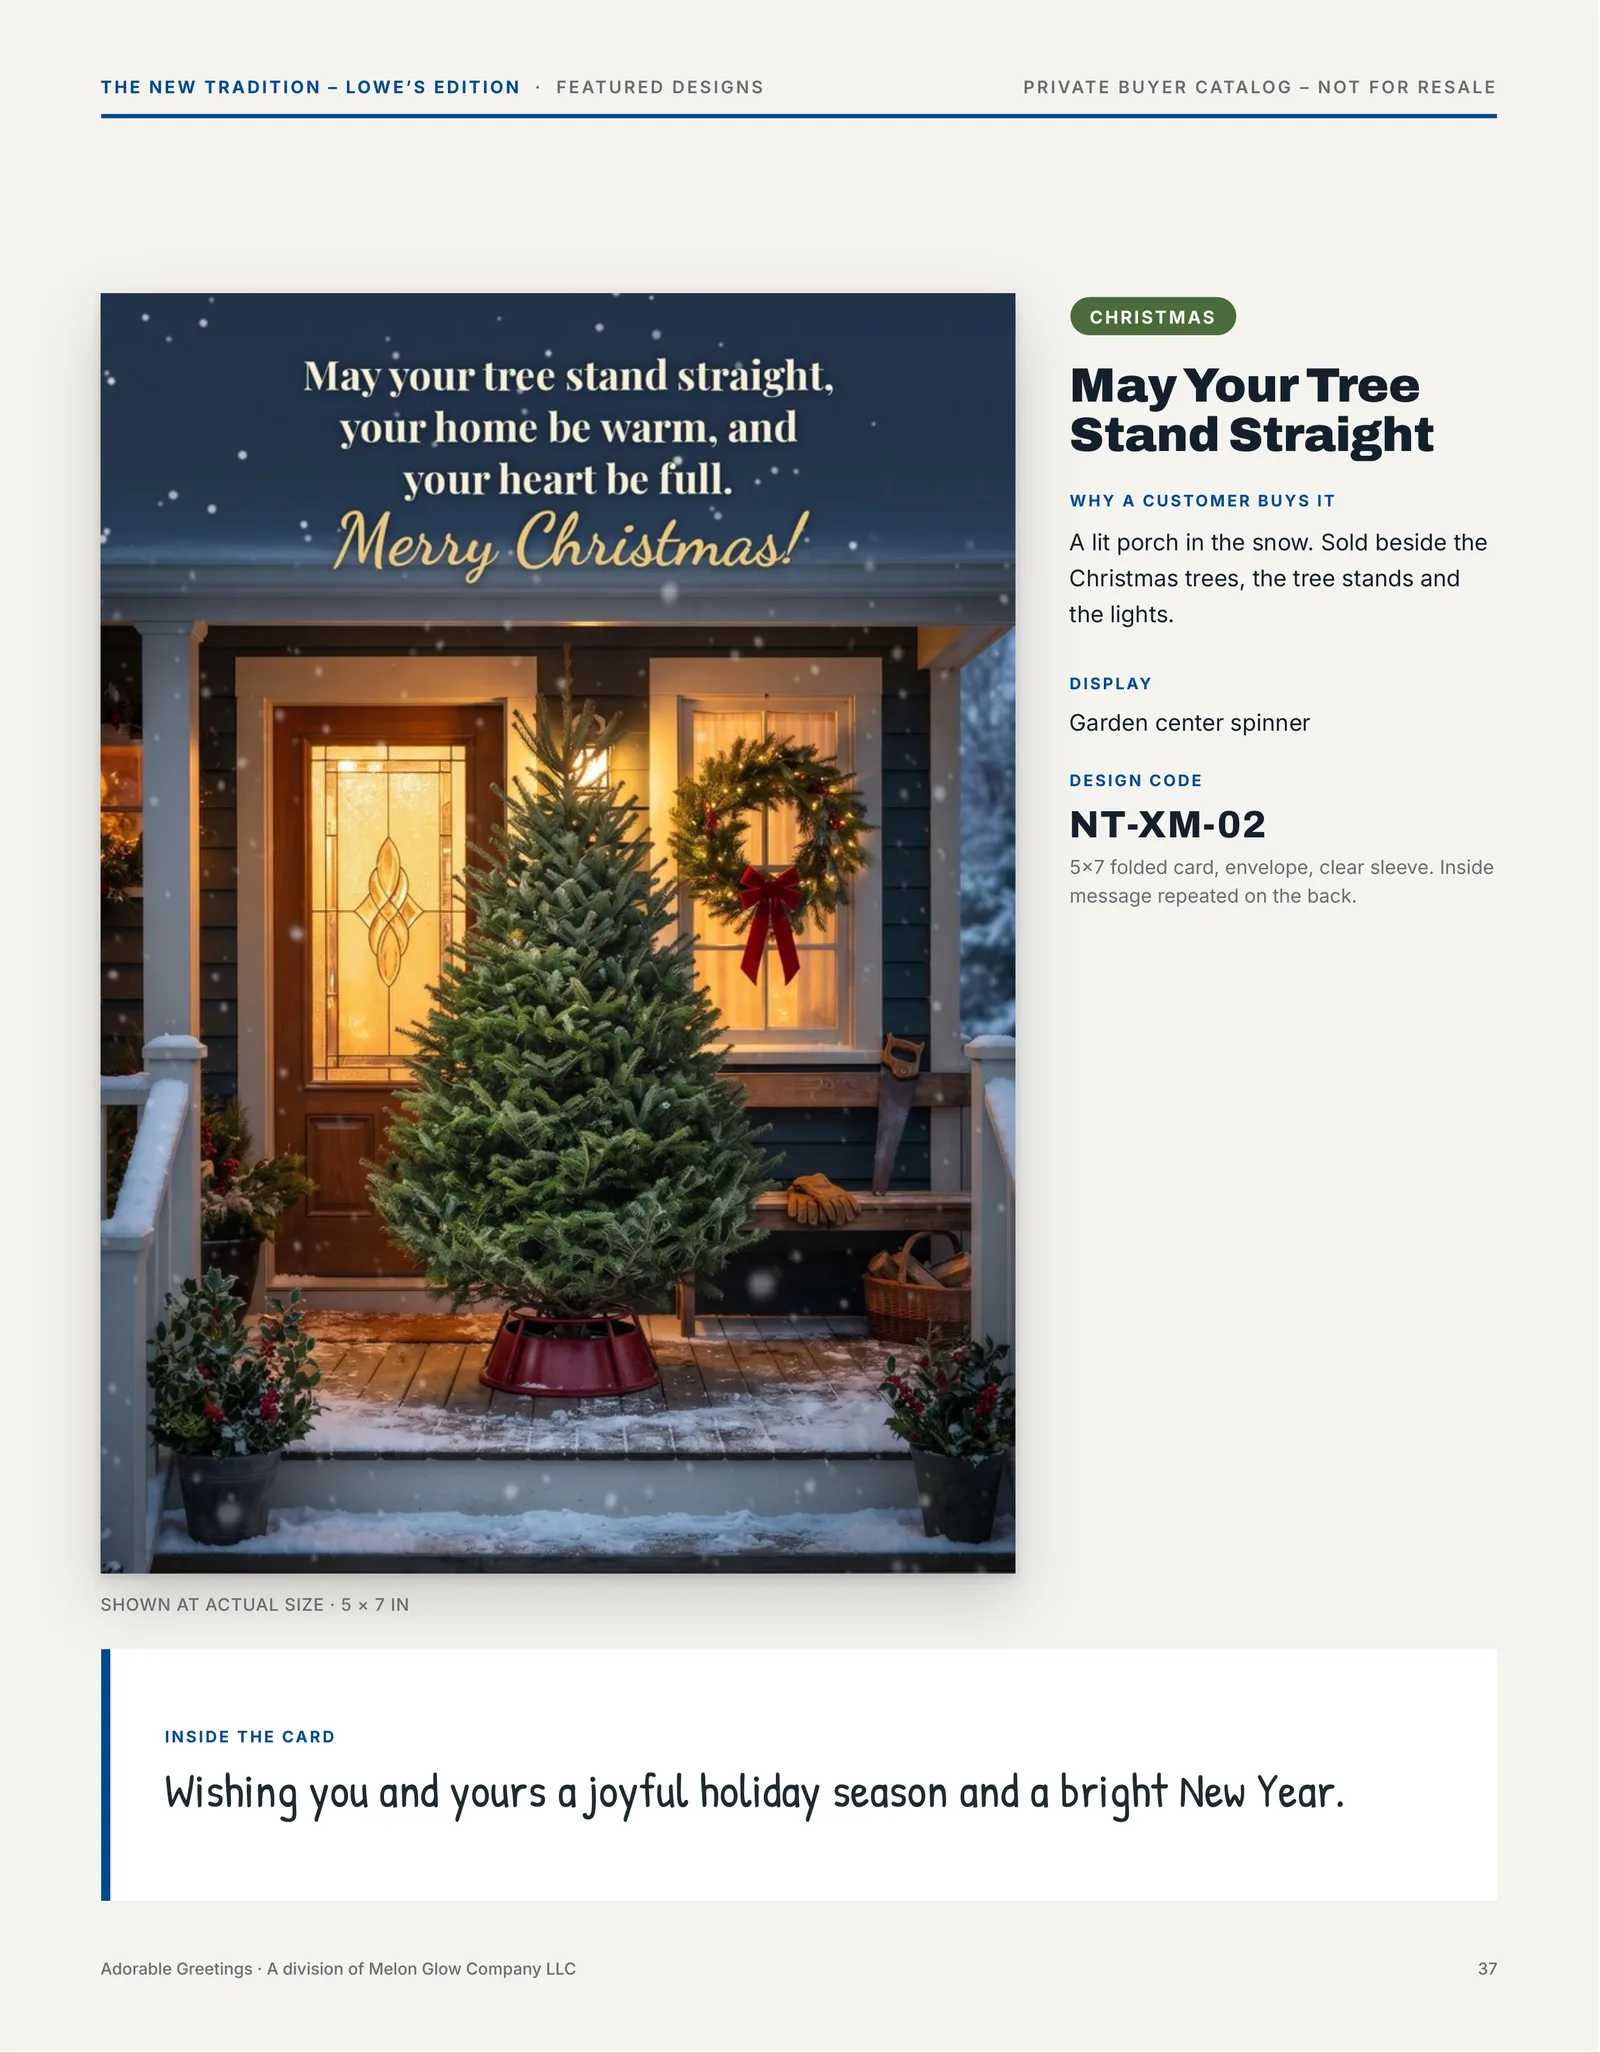 THE NEW TRADITION – LOWE’S EDITION · FEATURED DESIGNS
PRIVATE BUYER CATALOG – NOT FOR RESALE
May your tree stand straight,
your home be warm, and
your heart be full.
Merry Christmas!
SHOWN AT ACTUAL SIZE · 5 × 7 IN
CHRISTMAS
May Your Tree
Stand Straight
WHY A CUSTOMER BUYS IT
A lit porch in the snow. Sold beside the
Christmas trees, the tree stands and
the lights.
DISPLAY
Garden center spinner
DESIGN CODE
NT-XM-02
5×7 folded card, envelope, clear sleeve. Inside
message repeated on the back.
INSIDE THE CARD
Wishing you and yours a joyful holiday season and a bright New Year.
Adorable Greetings · A division of Melon Glow Company LLC
37